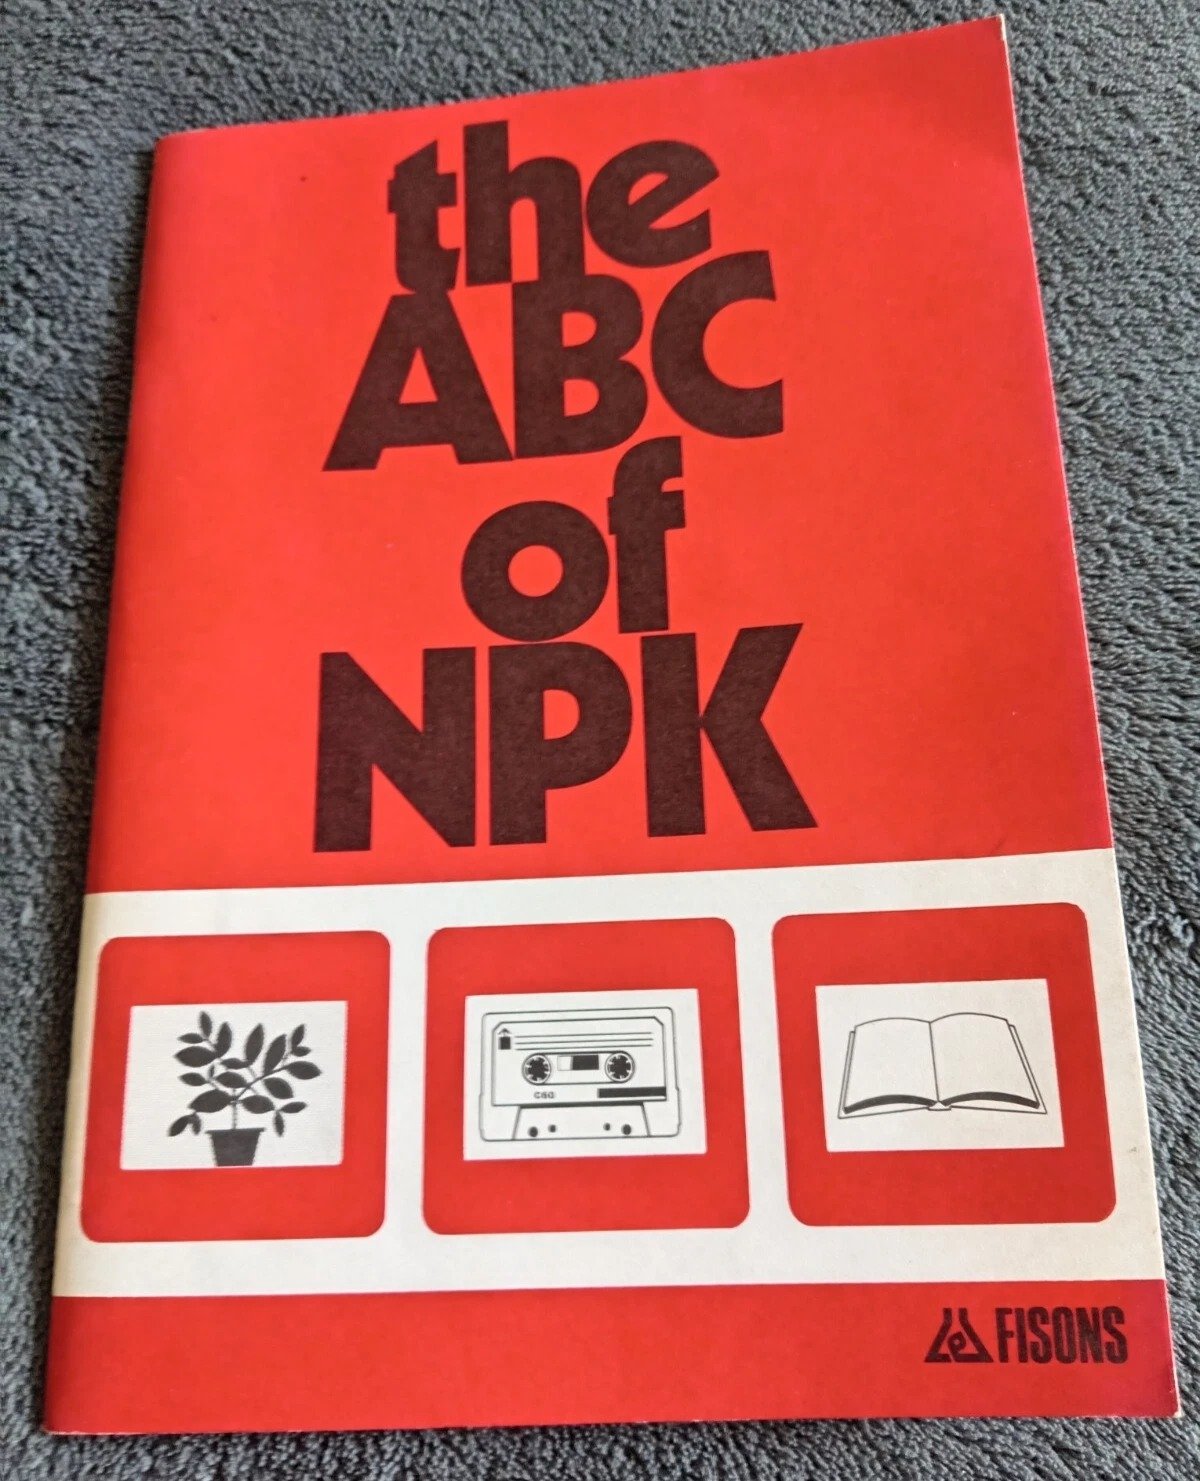 the
ABC
of
NPK
C60
FISONS